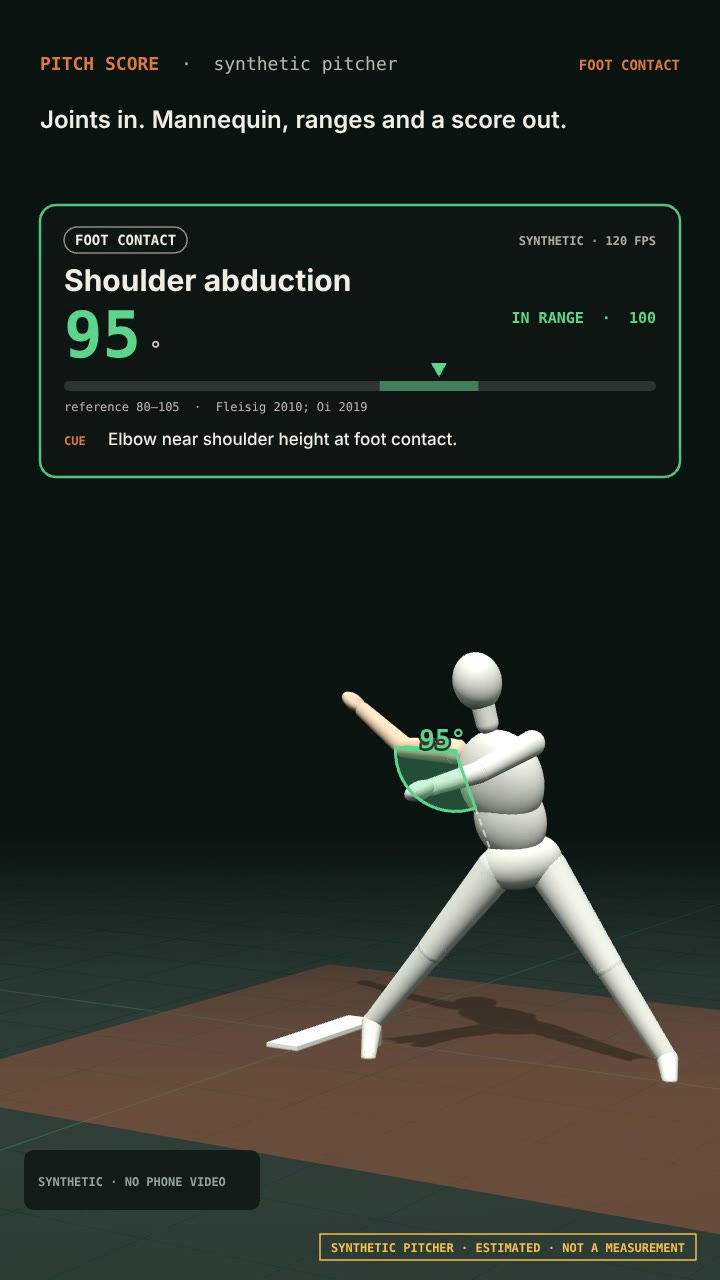 PITCH SCORE · synthetic pitcher
FOOT CONTACT
Joints in. Mannequin, ranges and a score out.
FOOT CONTACT
SYNTHETIC · 120 FPS
Shoulder abduction
95 °
IN RANGE · 100
reference 80–105 · Fleisig 2010; Oi 2019
CUE Elbow near shoulder height at foot contact.
95°
SYNTHETIC · NO PHONE VIDEO
SYNTHETIC PITCHER · ESTIMATED · NOT A MEASUREMENT